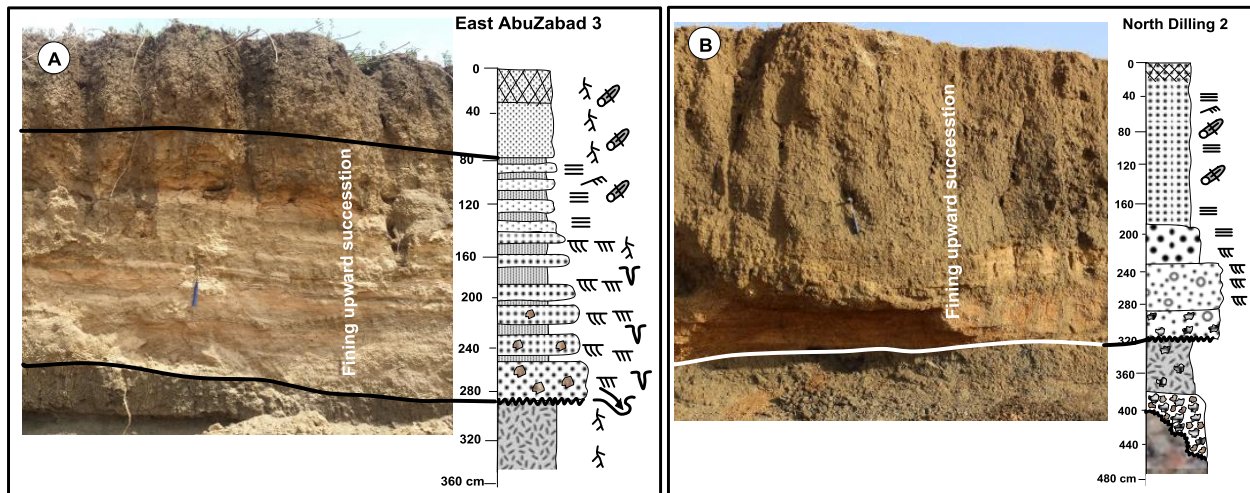 East AbuZabad 3
A
Fining upward succession
0
40
80
120
160
200
240
280
320
360 cm
North Dilling 2
B
Fining upward successtion
0
40
80
120
160
200
240
280
320
360
400
440
480 cm